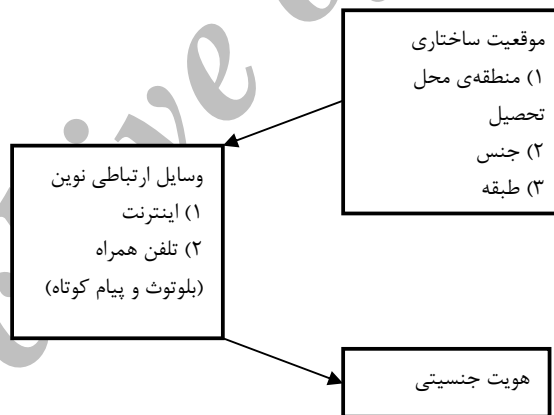 موقعیت ساختاری
۱) منطقه‌ی محل
تحصیل
۲) جنس
۳) طبقه
وسایل ارتباطی نوین
۱) اینترنت
۲) تلفن همراه
(بلوتوث و پیام کوتاه)
هویت جنسیتی